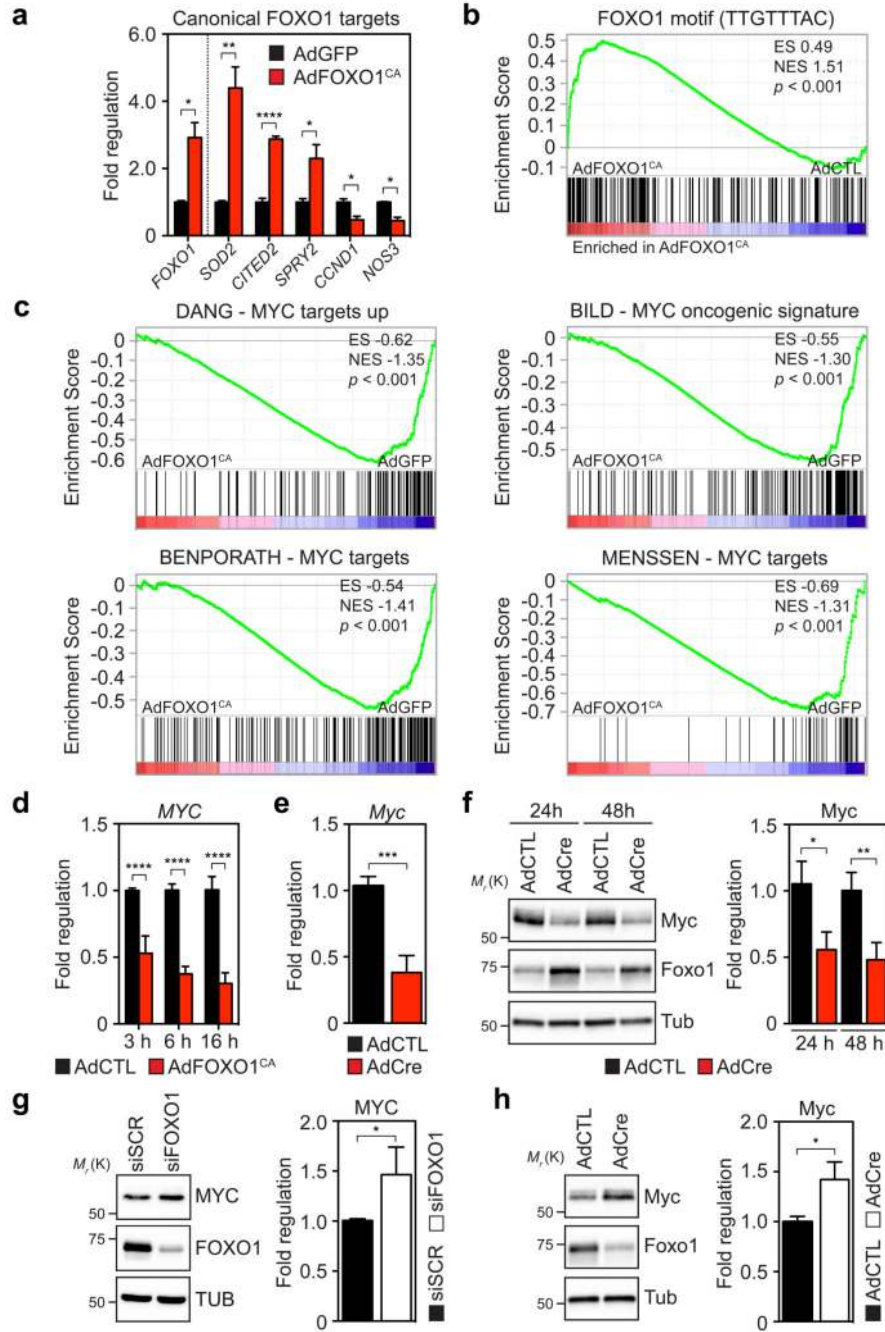 a
Canonical FOXO1 targets
AdGFP
AdFOXO1CA
Fold regulation
6.0
4.0
2.0
0
*
**
****
*
*
*
FOXO1
SOD2
CITED2
SPRY2
CCND1
NOS3
b
FOXO1 motif (TTGTTTAC)
Enrichment Score
0.5
0.4
0.3
0.2
0.1
0
-0.1
ES 0.49
NES 1.51
p < 0.001
AdFOXO1CA
AdCTL
Enriched in AdFOXO1CA
c
DANG - MYC targets up
Enrichment Score
0
-0.1
-0.2
-0.3
-0.4
-0.5
-0.6
ES -0.62
NES -1.35
p < 0.001
AdFOXO1CA
AdGFP
BILD - MYC oncogenic signature
Enrichment Score
0
-0.1
-0.2
-0.3
-0.4
-0.5
ES -0.55
NES -1.30
p < 0.001
AdFOXO1CA
AdGFP
BENPORATH - MYC targets
Enrichment Score
0
-0.1
-0.2
-0.3
-0.4
-0.5
ES -0.54
NES -1.41
p < 0.001
AdFOXO1CA
AdGFP
MENSSEN - MYC targets
Enrichment Score
0
-0.1
-0.2
-0.3
-0.4
-0.5
-0.6
-0.7
ES -0.69
NES -1.31
p < 0.001
AdFOXO1CA
AdGFP
d
MYC
Fold regulation
1.5
1.0
0.5
0
****
****
****
3 h
6 h
16 h
AdCTL
AdFOXO1CA
e
Myc
Fold regulation
1.5
1.0
0.5
0
***
AdCTL
AdCre
f
24h
48h
AdCTL
AdCre
AdCTL
AdCre
Mr(K)
50
Myc
75
Foxo1
50
Tub
Myc
Fold regulation
1.5
1.0
0.5
0
*
**
24 h
48 h
AdCTL
AdCre
g
siSCR
siFOXO1
Mr(K)
50
MYC
75
FOXO1
50
TUB
MYC
Fold regulation
2.0
1.5
1.0
0.5
0
*
siSCR
siFOXO1
h
AdCTL
AdCre
Mr(K)
50
Myc
75
Foxo1
50
Tub
Myc
Fold regulation
2.0
1.5
1.0
0.5
0
*
AdCTL
AdCre